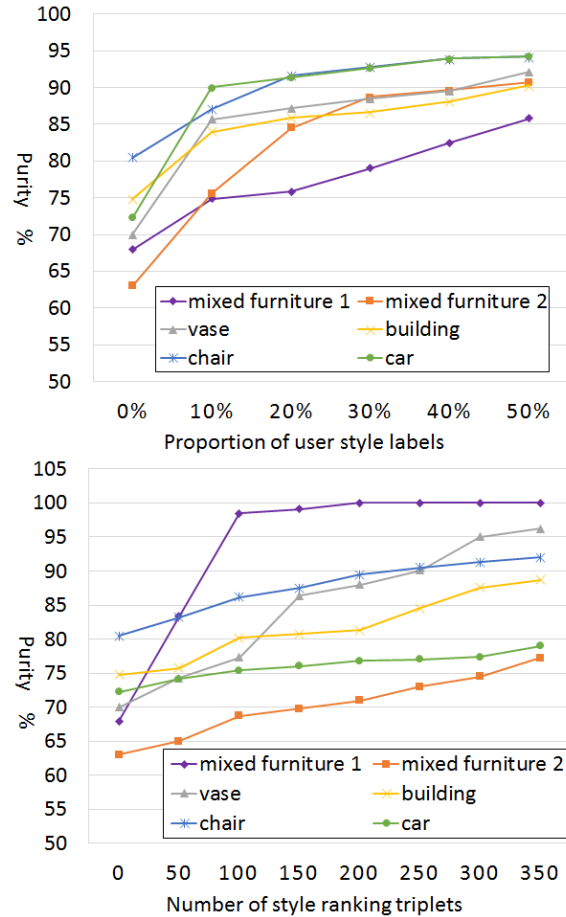 100
95
90
85
80
75
70
65
60
55
50
Purity %
mixed furniture 1 mixed furniture 2
vase building
chair car
0% 10% 20% 30% 40% 50%
Proportion of user style labels
105
100
95
90
85
80
75
70
65
60
55
50
Purity %
mixed furniture 1 mixed furniture 2
vase building
chair car
0 50 100 150 200 250 300 350
Number of style ranking triplets